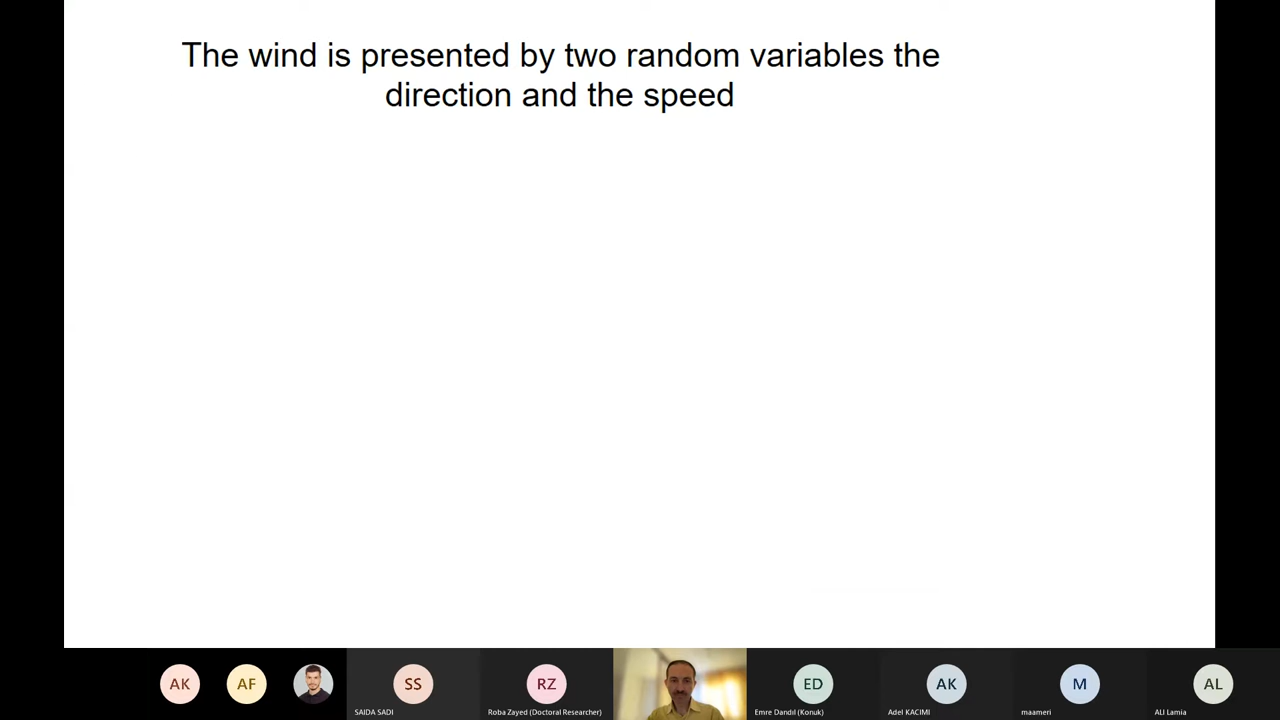 The wind is presented by two random variables the
direction and the speed
AK
AF
SS
RZ
ED
AK
M
AL
SAIDA SADI
Roba Zayed (Doctoral Researcher)
Emre Dandıl (Konuk)
Adel KACIMI
maameri
ALI Lamia